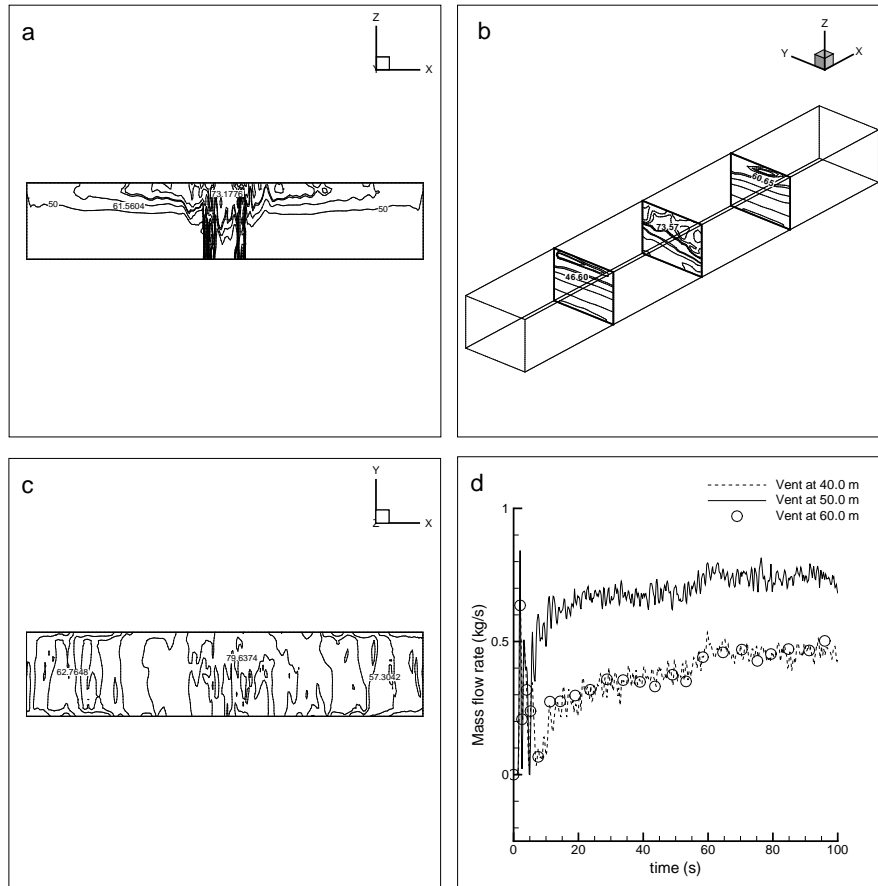 a
Z
Y
X
73.1776
50
61.5604
50
b
Z
Y
X
60.65
73.57
46.60
c
Y
Z
X
79.6374
62.7648
57.3042
d
Vent at 40.0 m
Vent at 50.0 m
Vent at 60.0 m
Mass flow rate (kg/s)
1
0.5
0
0
20
40
60
80
100
time (s)